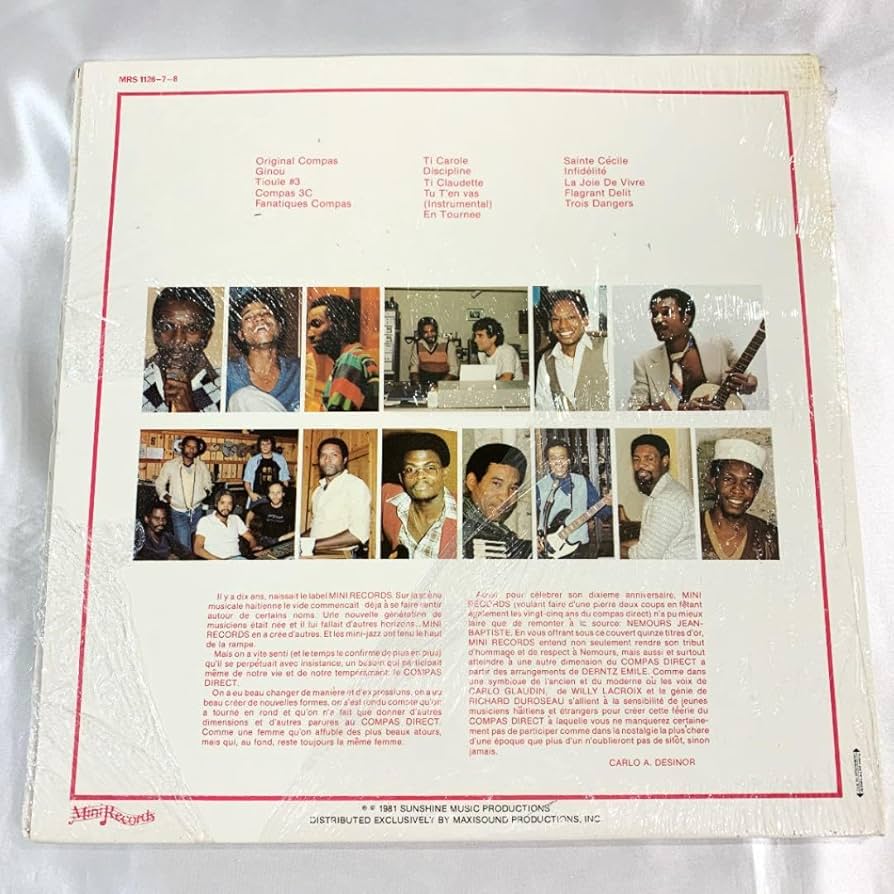 MRS 1126-7-8
Original Compas
Ginou
Tioule #3
Compas 3C
Fanatiques Compas
Ti Carole
Discipline
Ti Claudette
Tu T'en vas
(Instrumental)
En Tournee
Sainte Cécile
Infidélité
La Joie De Vivre
Flagrant Delit
Trois Dangers
Il y a dix ans, naissait le label MINI RECORDS. Sur la scène
musicale haïtienne le vide commençait déjà à se faire sentir
autour de certains noms. Une nouvelle génération de
musiciens était née et il lui fallait d'autres horizons.. MINI
RECORDS en a crée d'autres. Et les mini-jazz ont tenu le haut
de la rampe.
Mais on a vite senti (et le temps le confirme de plus en plus)
qu'il se perpétuait avec insistance, un besoin qui participait
même de notre vie et de notre tempérament: le COMPAS
DIRECT.
On a eu beau changer de manière et d'expressions, on a eu
beau créer de nouvelles formes, on s'est rendu compte qu'on
a tourné en rond et qu'on n'a fait que donner d'autres
dimensions et d'autres parures au COMPAS DIRECT.
Comme une femme qu'on affuble des plus beaux atours,
mais qui, au fond, reste toujours la même femme.
Aussi pour célébrer son dixieme anniversaire, MINI
RECORDS (voulant faire d'une pierre deux coups en fêtant
également les vingt-cinq ans du compas direct) n'a pu mieux
faire que de remonter à la source: NEMOURS JEAN-
BAPTISTE. En vous offrant sous ce couvert quinze titres d'or,
MINI RECORDS entend non seulement rendre son tribut
d'hommage et de respect à Nemours, mais aussi et surtout
atteindre à une autre dimension du COMPAS DIRECT a
partir des arrangements de DERNTZ EMILE. Comme dans
une symbiose de l'ancien et du moderne où les voix de
CARLO GLAUDIN, de WILLY LACROIX et le génie de
RICHARD DUROSEAU s'allient à la sensibilité de jeunes
musiciens haïtiens et étrangers pour créer cette féerie du
COMPAS DIRECT a laquelle vous ne manquerez certaine-
ment pas de participer comme dans la nostalgie la plus chere
d'une époque que plus d'un n'oublieront pas de sitôt, sinon
jamais.
CARLO A. DESINOR
Mini Records
℗ © 1981 SUNSHINE MUSIC PRODUCTIONS
DISTRIBUTED EXCLUSIVELY BY MAXISOUND PRODUCTIONS, INC.